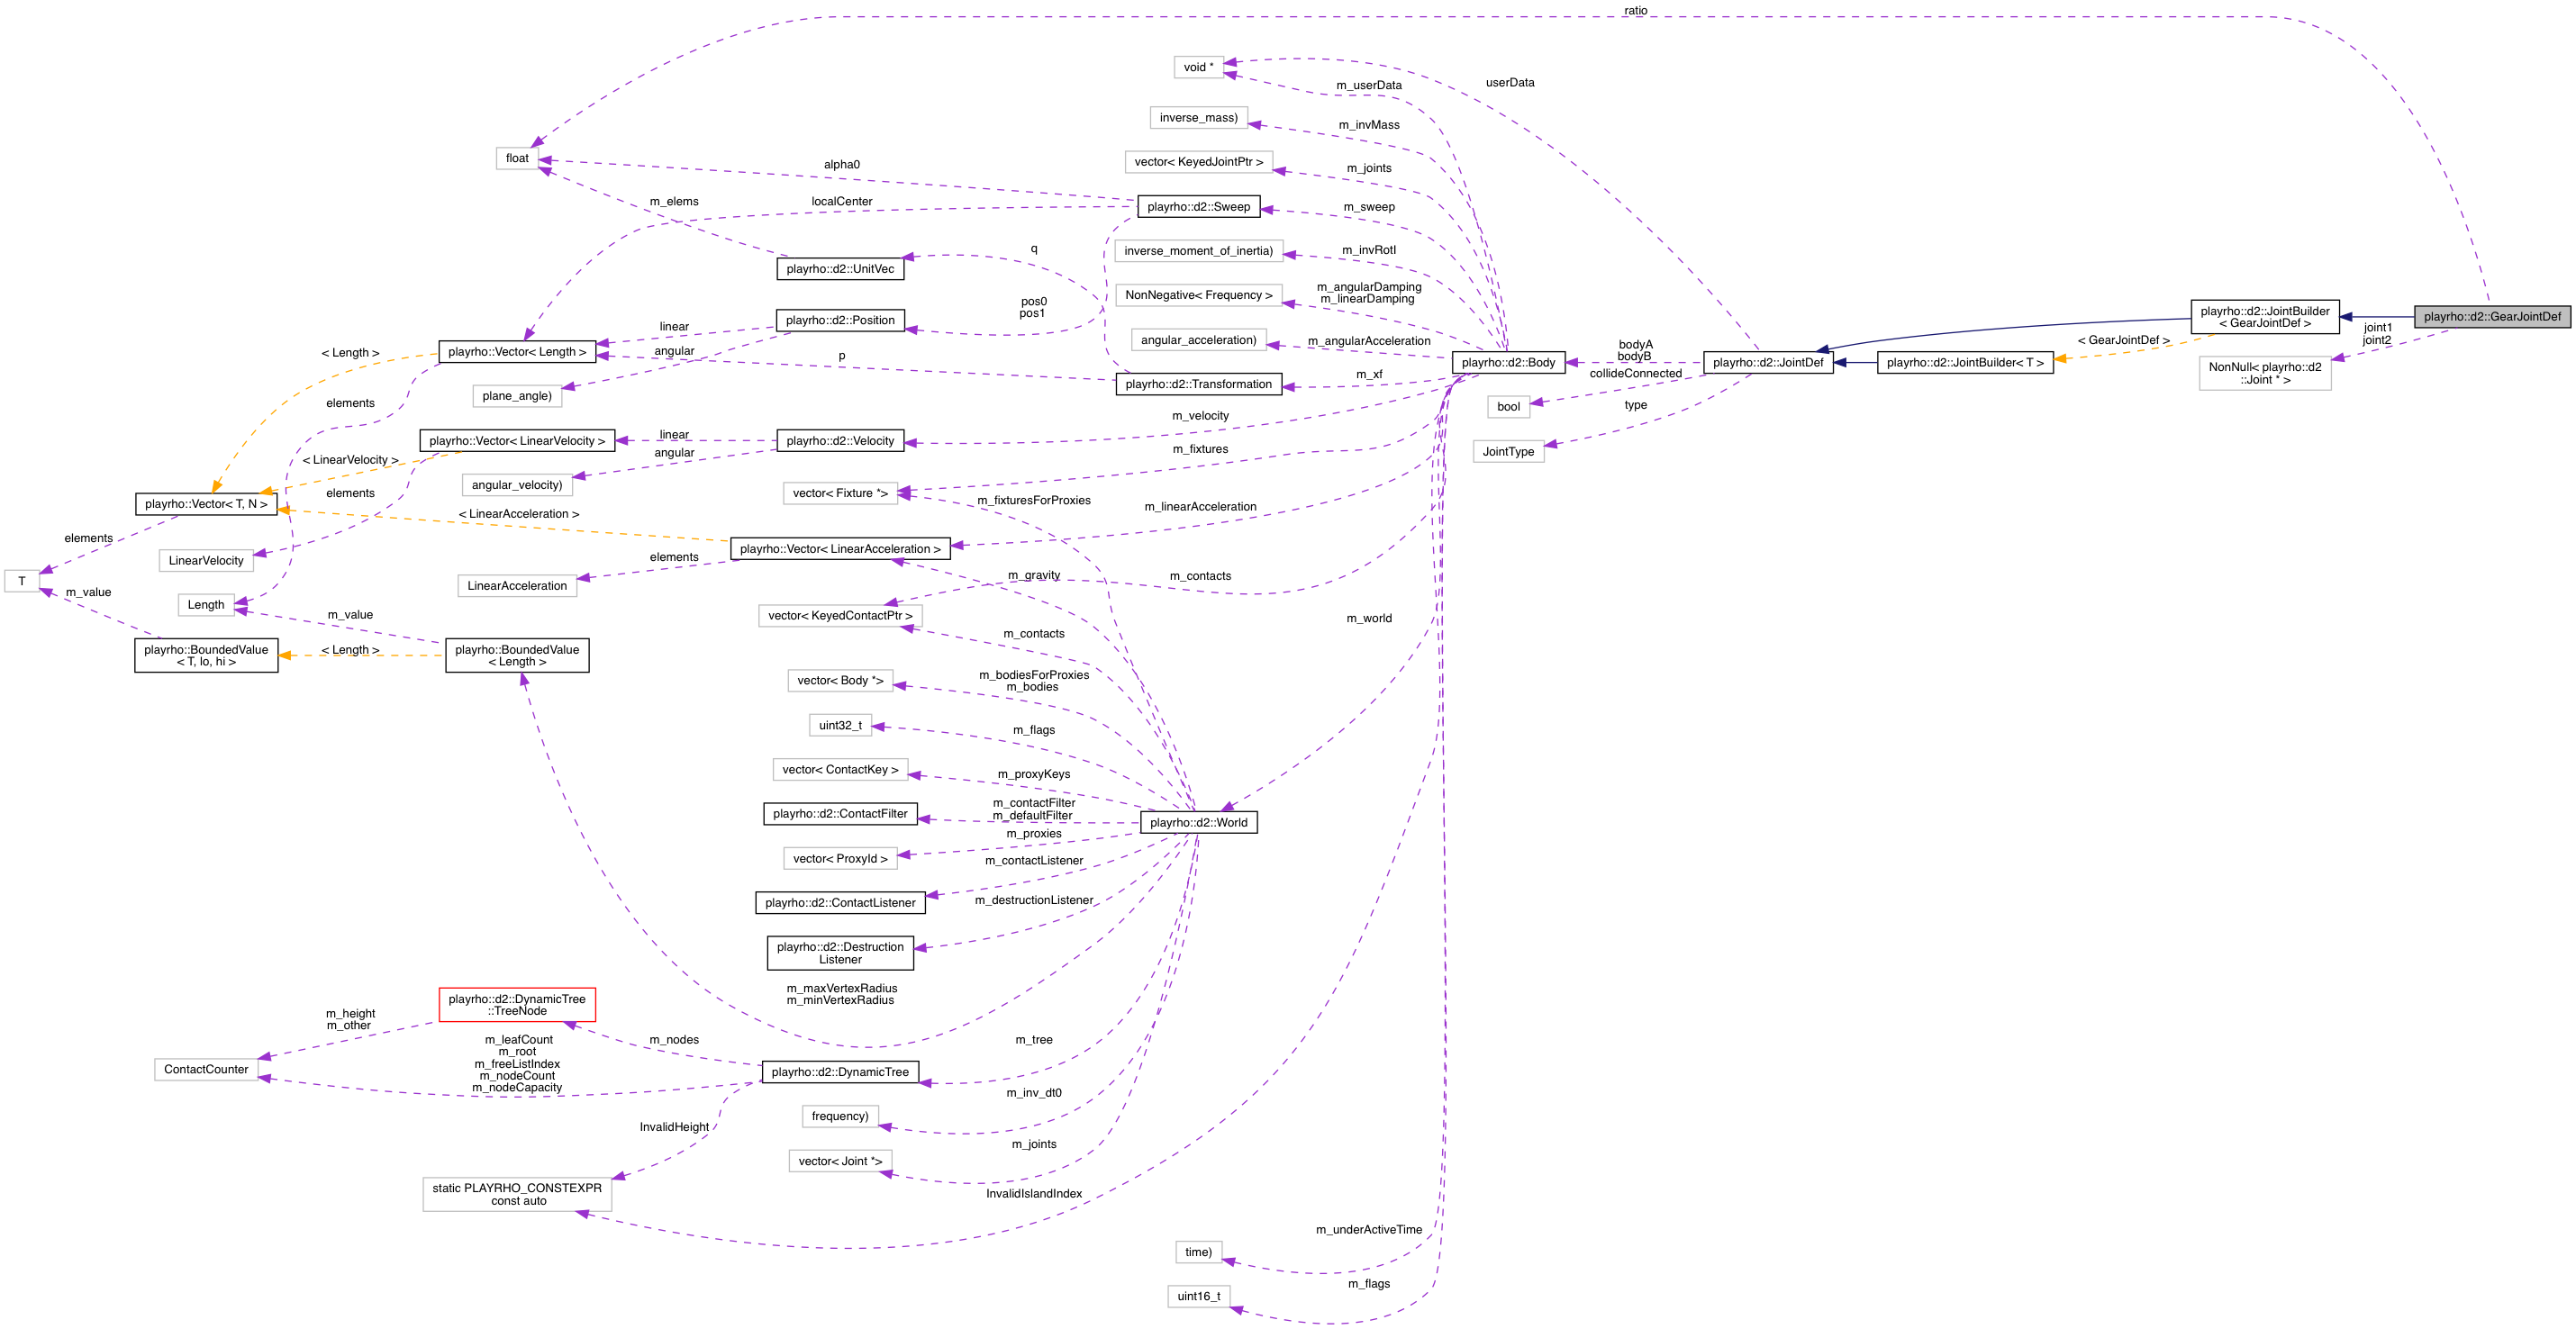 ratio
void *
userData
m_userData
inverse_mass)
m_invMass
float
vector< KeyedJointPtr >
m_joints
alpha0
playrho::d2::Sweep
m_sweep
m_elems
localCenter
inverse_moment_of_inertia)
m_invRotI
q
playrho::d2::UnitVec
NonNegative< Frequency >
m_angularDamping
m_linearDamping
pos0
pos1
playrho::d2::Position
linear
angular
angular_acceleration)
m_angularAcceleration
playrho::d2::JointBuilder
< GearJointDef >
playrho::d2::GearJointDef
joint1
joint2
< GearJointDef >
NonNull< playrho::d2
::Joint * >
< Length >
playrho::Vector< Length >
p
playrho::d2::Body
bodyA
bodyB
playrho::d2::JointDef
playrho::d2::JointBuilder< T >
collideConnected
plane_angle)
playrho::d2::Transformation
m_xf
bool
type
elements
m_velocity
playrho::Vector< LinearVelocity >
linear
angular
playrho::d2::Velocity
m_fixtures
JointType
< LinearVelocity >
angular_velocity)
elements
vector< Fixture *>
m_fixturesForProxies
playrho::Vector< T, N >
< LinearAcceleration >
m_linearAcceleration
elements
LinearVelocity
playrho::Vector< LinearAcceleration >
elements
T
m_value
LinearAcceleration
m_gravity
m_contacts
Length
m_value
vector< KeyedContactPtr >
m_contacts
m_world
playrho::BoundedValue
< T, lo, hi >
< Length >
playrho::BoundedValue
< Length >
vector< Body *>
m_bodiesForProxies
m_bodies
uint32_t
m_flags
vector< ContactKey >
m_proxyKeys
playrho::d2::ContactFilter
m_contactFilter
m_defaultFilter
playrho::d2::World
m_proxies
vector< ProxyId >
m_contactListener
playrho::d2::ContactListener
m_destructionListener
playrho::d2::Destruction
Listener
m_maxVertexRadius
m_minVertexRadius
playrho::d2::DynamicTree
::TreeNode
m_height
m_other
m_nodes
m_tree
ContactCounter
m_leafCount
m_root
m_freeListIndex
m_nodeCount
m_nodeCapacity
playrho::d2::DynamicTree
m_inv_dt0
frequency)
InvalidHeight
m_joints
vector< Joint *>
static PLAYRHO_CONSTEXPR
const auto
InvalidIslandIndex
m_underActiveTime
time)
m_flags
uint16_t